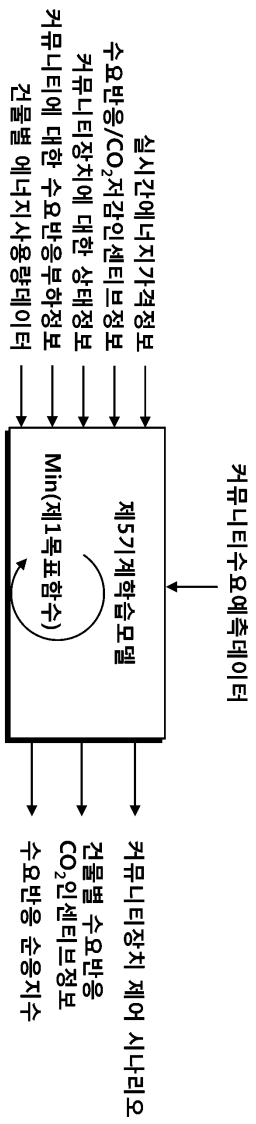 커뮤니티수요예측데이터
실시간에너지가격정보
수요반응/CO₂저감인센티브정보
커뮤니티장치에 대한 상태정보
커뮤니티에 대한 수요반응부하정보
건물별 에너지사용량데이터
제5기계학습모델
Min(제1목표함수)
커뮤니티장치 제어 시나리오
건물별 수요반응
CO₂인센티브정보
수요반응 순응지수